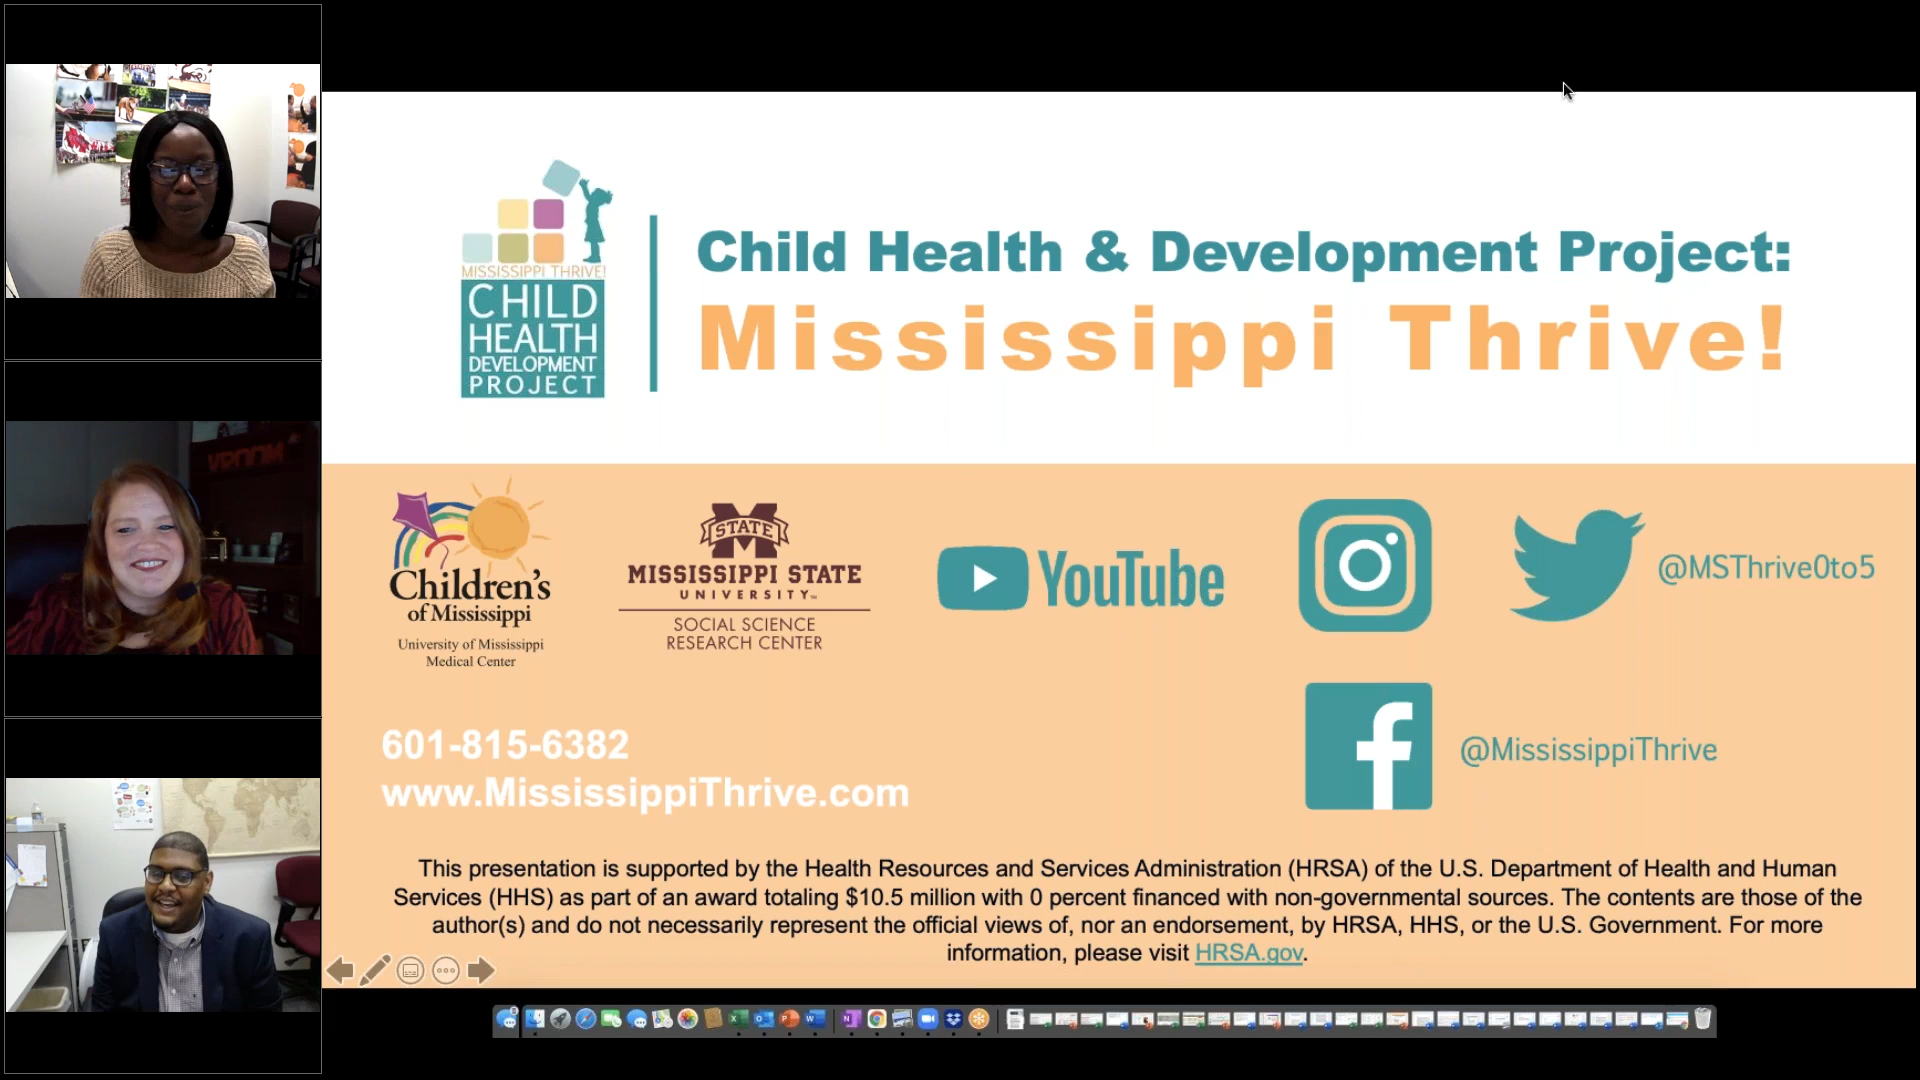 MISSISSIPPI THRIVE!
CHILD
HEALTH
DEVELOPMENT
PROJECT
Child Health & Development Project:
Mississippi Thrive!
VROOM
Children's
of Mississippi
University of Mississippi
Medical Center
STATE
MISSISSIPPI STATE
UNIVERSITY™
SOCIAL SCIENCE
RESEARCH CENTER
YouTube
@MSThrive0to5
@MississippiThrive
601-815-6382
www.MississippiThrive.com
This presentation is supported by the Health Resources and Services Administration (HRSA) of the U.S. Department of Health and Human
Services (HHS) as part of an award totaling $10.5 million with 0 percent financed with non-governmental sources. The contents are those of the
author(s) and do not necessarily represent the official views of, nor an endorsement, by HRSA, HHS, or the U.S. Government. For more
information, please visit HRSA.gov.